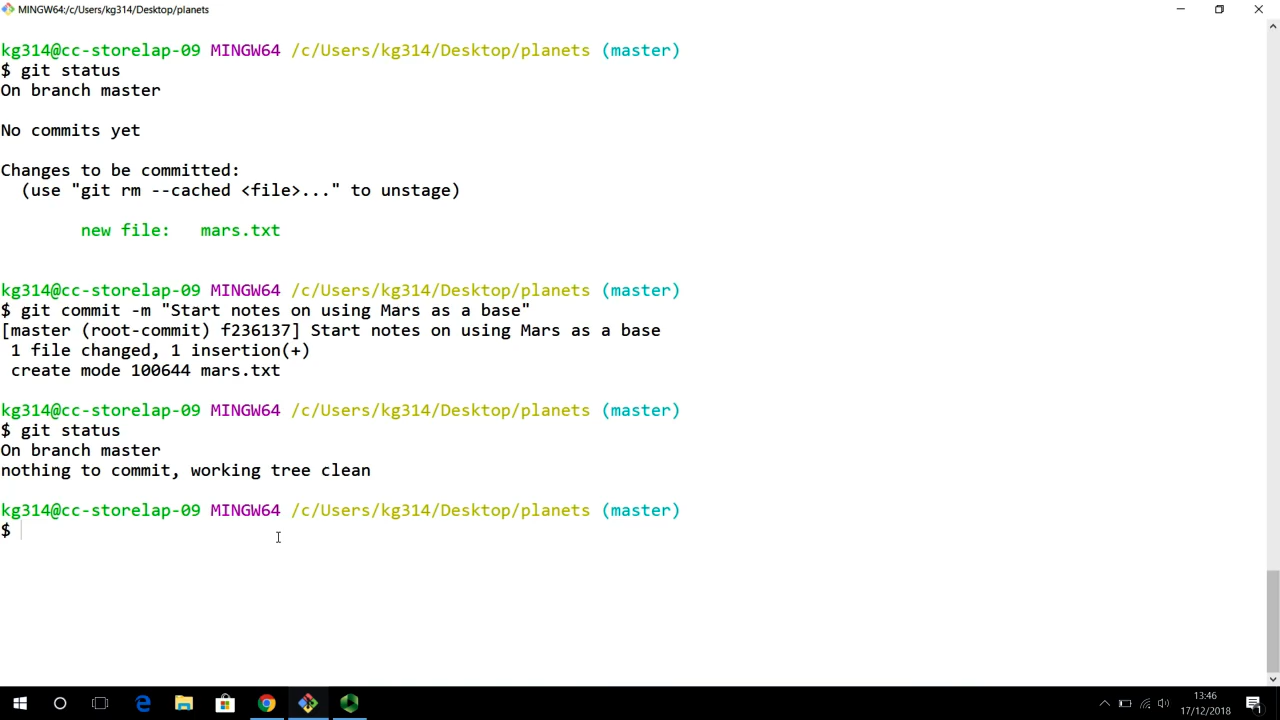 MINGW64:/c/Users/kg314/Desktop/planets
kg314@cc-storelap-09 MINGW64 /c/Users/kg314/Desktop/planets (master)
$ git status
On branch master
No commits yet
Changes to be committed:
(use "git rm --cached <file>..." to unstage)
new file: mars.txt
kg314@cc-storelap-09 MINGW64 /c/Users/kg314/Desktop/planets (master)
$ git commit -m "Start notes on using Mars as a base"
[master (root-commit) f236137] Start notes on using Mars as a base
1 file changed, 1 insertion(+)
create mode 100644 mars.txt
kg314@cc-storelap-09 MINGW64 /c/Users/kg314/Desktop/planets (master)
$ git status
On branch master
nothing to commit, working tree clean
kg314@cc-storelap-09 MINGW64 /c/Users/kg314/Desktop/planets (master)
$
13:46
17/12/2018
1